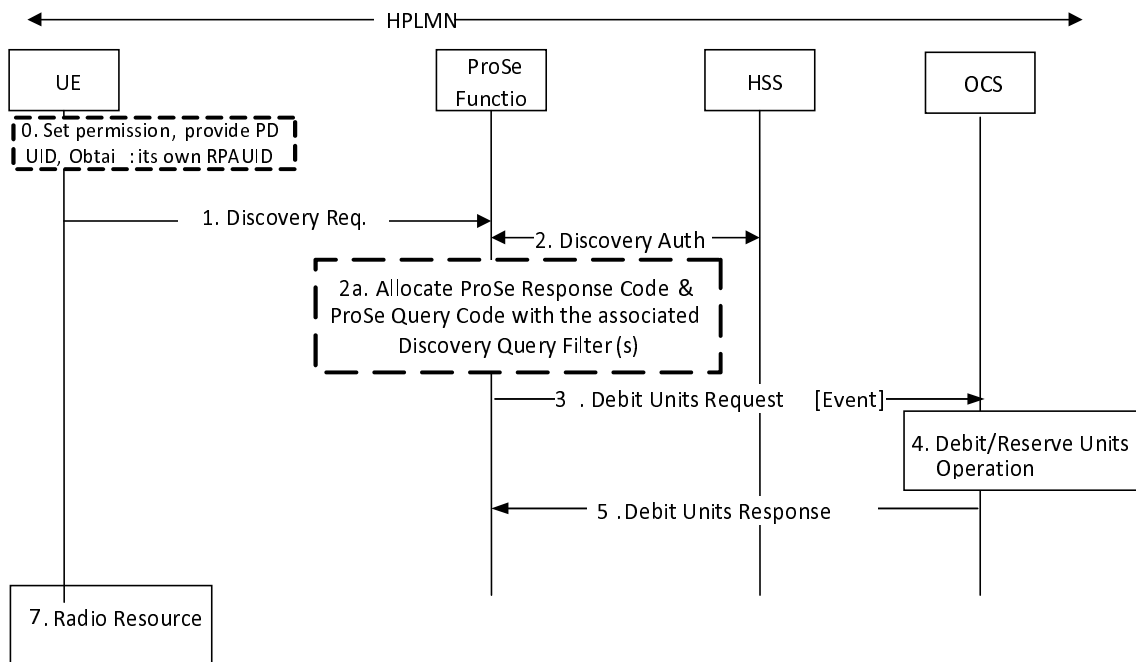 HPLMN
UE
ProSe
Functio
HSS
OCS
0. Set permission, provide PD
UID, Obtai : its own RPAUID
1. Discovery Req.
2. Discovery Auth
2a. Allocate ProSe Response Code &
ProSe Query Code with the associated
Discovery Query Filter(s)
3 . Debit Units Request [Event]
4. Debit/Reserve Units
Operation
5 .Debit Units Response
7. Radio Resource